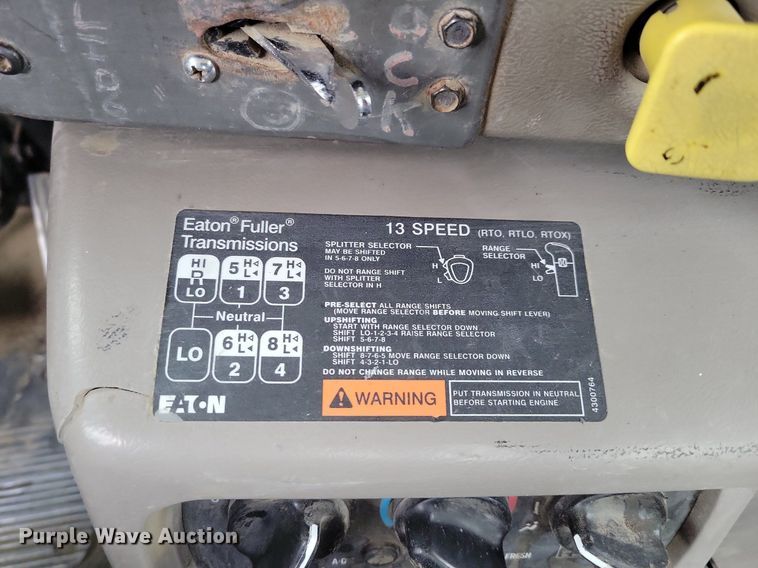 ACK
Eaton® Fuller®
Transmissions
13 SPEED (RTO, RTLO, RTOX)
SPLITTER SELECTOR
MAY BE SHIFTED
IN 5-6-7-8 ONLY
H
L
RANGE
SELECTOR
HI
LO
DO NOT RANGE SHIFT
WITH SPLITTER
SELECTOR IN H
HI
R
LO
5 H
L
1
7 H
L
3
Neutral
LO
6 H
L
2
8 H
L
4
PRE-SELECT ALL RANGE SHIFTS
(MOVE RANGE SELECTOR BEFORE MOVING SHIFT LEVER)
UPSHIFTING
START WITH RANGE SELECTOR DOWN
SHIFT LO-1-2-3-4 RAISE RANGE SELECTOR
SHIFT 5-6-7-8
DOWNSHIFTING
SHIFT 8-7-6-5 MOVE RANGE SELECTOR DOWN
SHIFT 4-3-2-1-LO
DO NOT CHANGE RANGE WHILE MOVING IN REVERSE
EATON
WARNING
PUT TRANSMISSION IN NEUTRAL
BEFORE STARTING ENGINE
4300764
FRESH
Purple Wave Auction